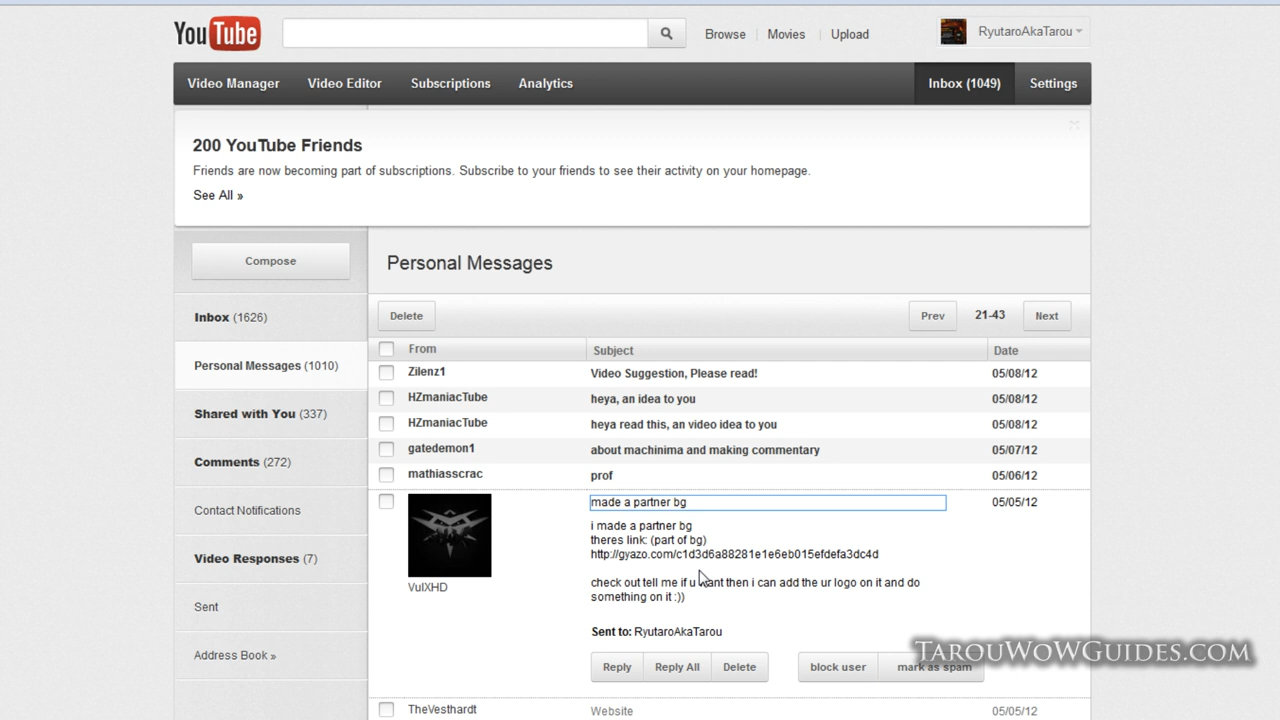 YouTube
Browse
Movies
Upload
RyutaroAkaTarou
Video Manager
Video Editor
Subscriptions
Analytics
Inbox (1049)
Settings
200 YouTube Friends
Friends are now becoming part of subscriptions. Subscribe to your friends to see their activity on your homepage.
See All »
Compose
Personal Messages
Inbox (1626)
Personal Messages (1010)
Shared with You (337)
Comments (272)
Contact Notifications
Video Responses (7)
Sent
Address Book »
Delete
Prev
21-43
Next
From Subject Date
Zilenz1 Video Suggestion, Please read! 05/08/12
HZmaniacTube heya, an idea to you 05/08/12
HZmaniacTube heya read this, an video idea to you 05/08/12
gatedemon1 about machinima and making commentary 05/07/12
mathiasscrac prof 05/06/12
made a partner bg 05/05/12
i made a partner bg
theres link: (part of bg)
http://gyazo.com/c1d3d6a88281e1e6eb015efdefa3dc4d
VulXHD
check out tell me if u want then i can add the ur logo on it and do
something on it :))
Sent to: RyutaroAkaTarou
Reply
Reply All
Delete
block user
mark as spam
TarouWoWGuides.com
TheVesthardt Website 05/05/12